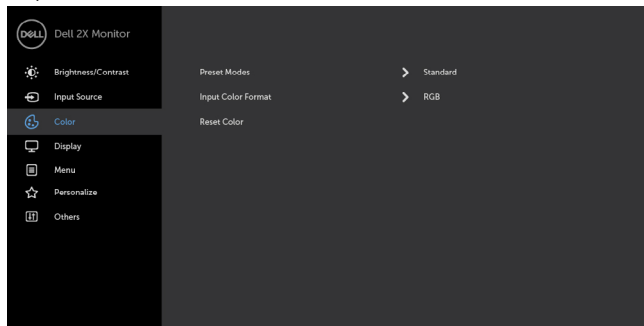 DELL Dell 2X Monitor
Brightness/Contrast Preset Modes Standard
Input Source Input Color Format RGB
Color Reset Color
Display
Menu
Personalize
Others